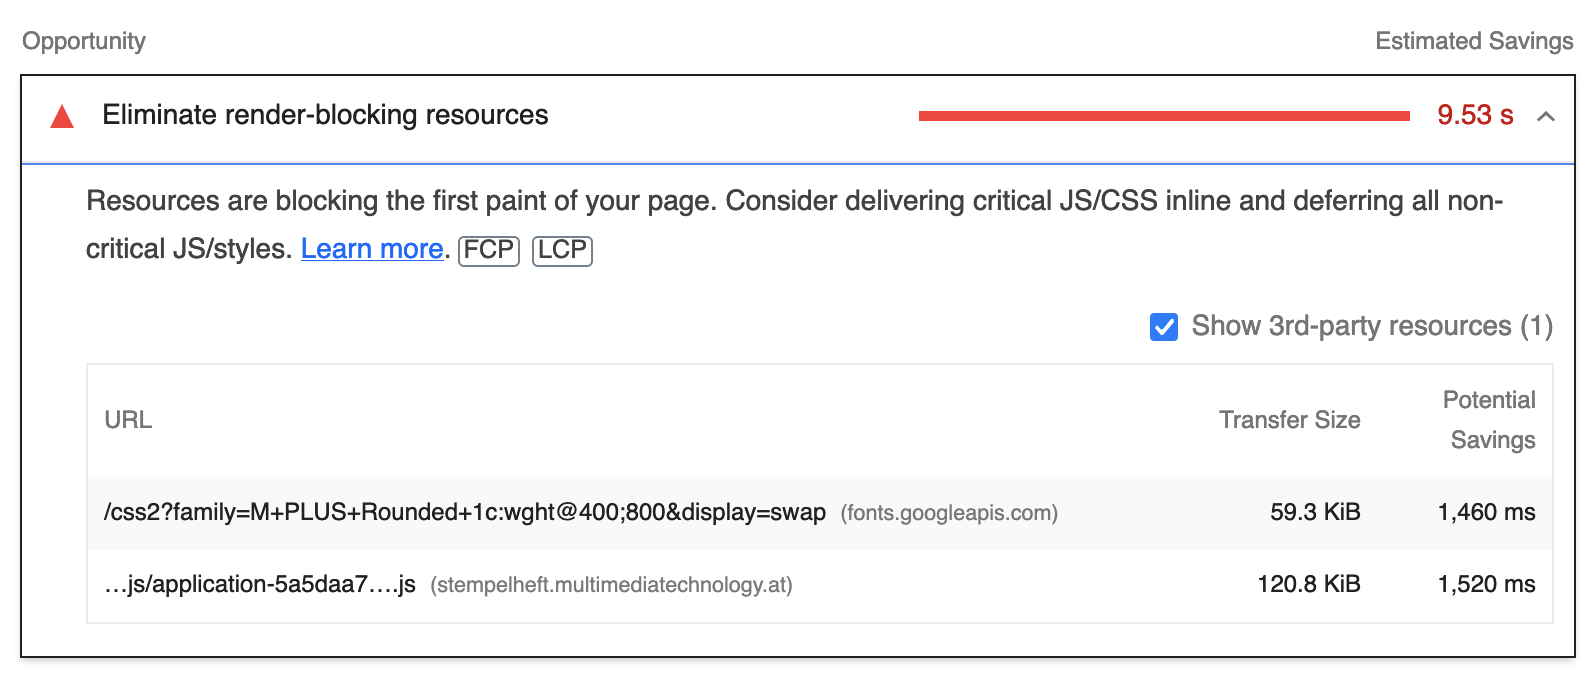 Opportunity
Estimated Savings
Eliminate render-blocking resources
9.53 s
Resources are blocking the first paint of your page. Consider delivering critical JS/CSS inline and deferring all non-
critical JS/styles. Learn more. FCP LCP
Show 3rd-party resources (1)
URL
Transfer Size
Potential
Savings
/css2?family=M+PLUS+Rounded+1c:wght@400;800&display=swap (fonts.googleapis.com)
59.3 KiB
1,460 ms
…js/application-5a5daa7….js (stempelheft.multimediatechnology.at)
120.8 KiB
1,520 ms